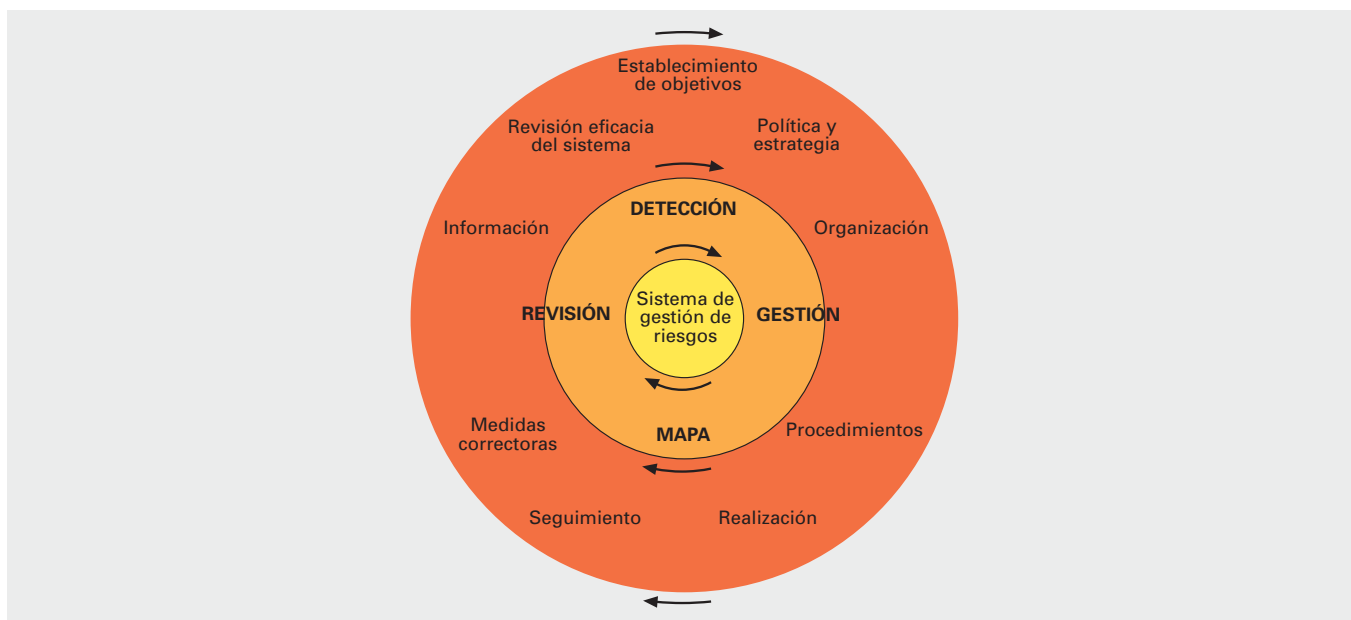 Establecimiento
de objetivos
Revisión eficacia
del sistema
Política y
estrategia
DETECCIÓN
Información
Organización
REVISIÓN
Sistema de
gestión de
riesgos
GESTIÓN
Medidas
correctoras
MAPA
Procedimientos
Seguimiento
Realización